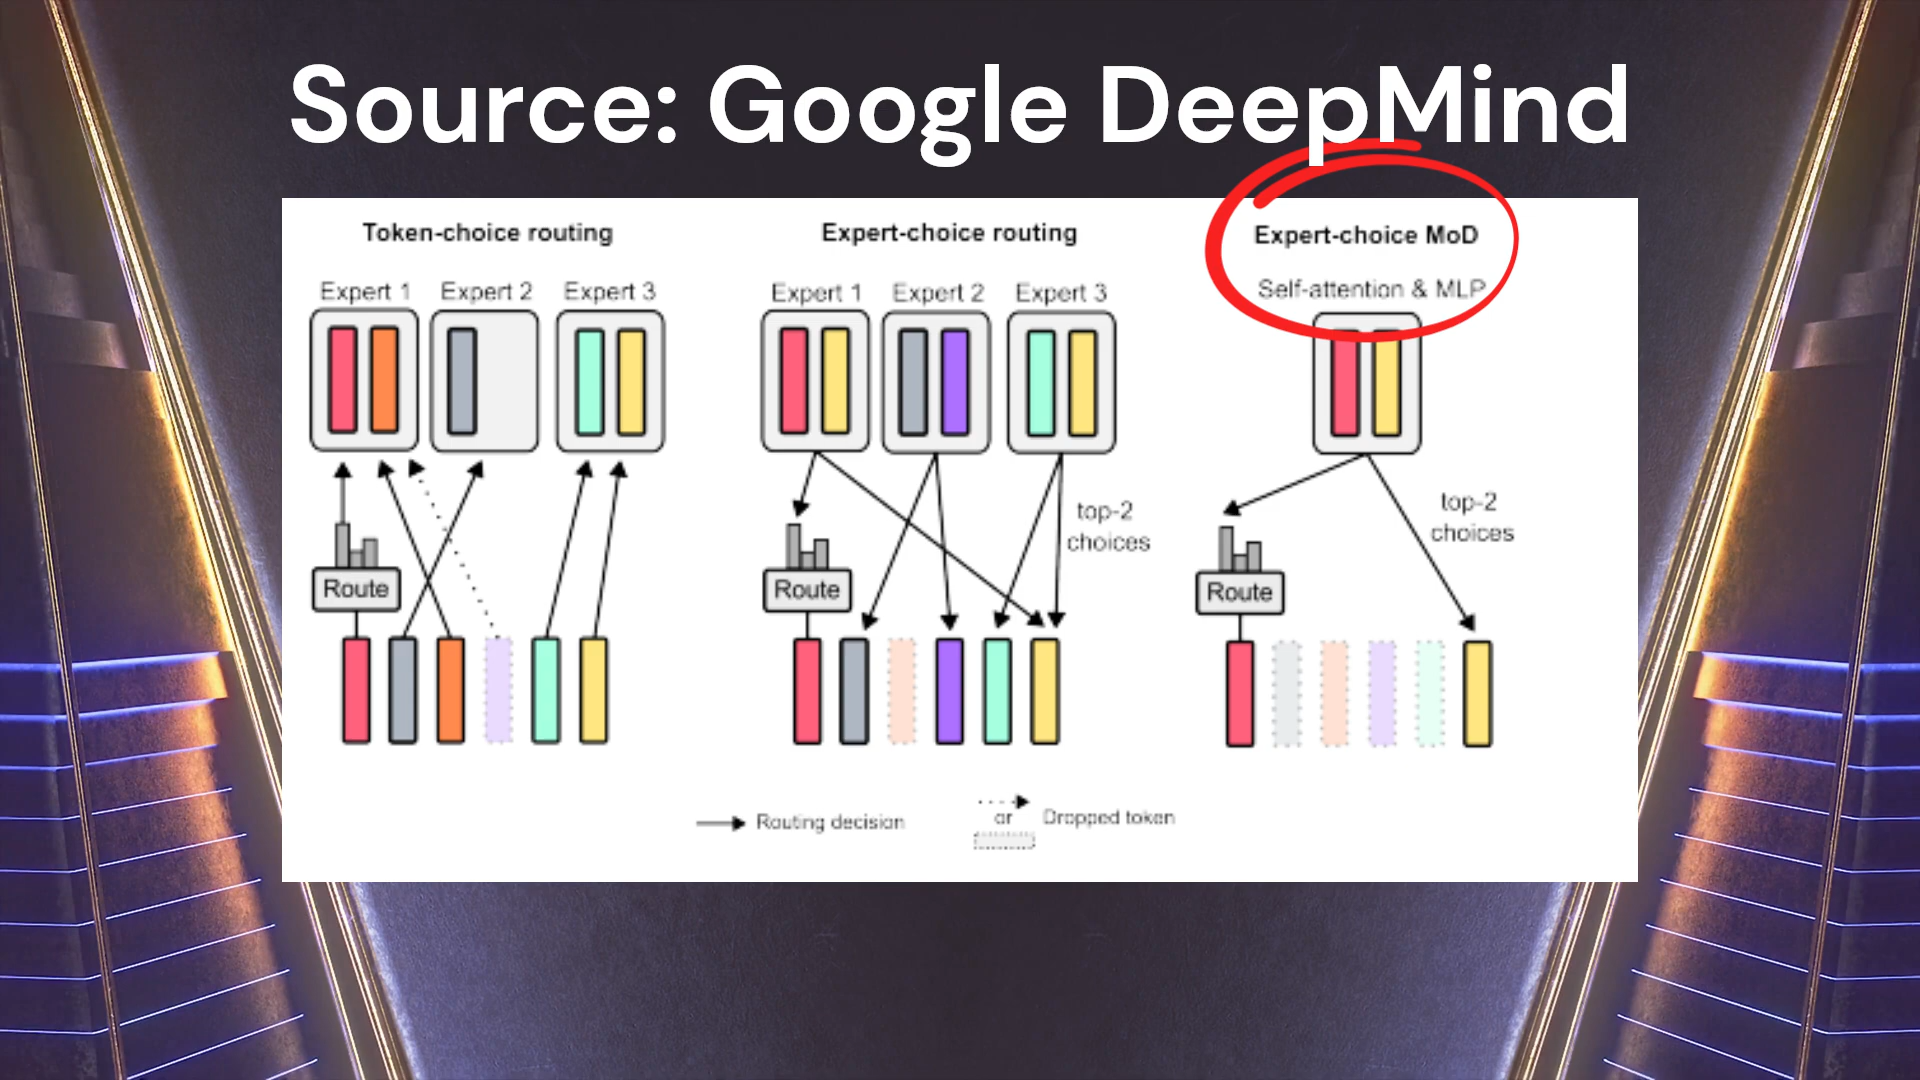 Source: Google DeepMind
Token-choice routing
Expert 1
Expert 2
Expert 3
Route
Expert-choice routing
Expert 1
Expert 2
Expert 3
top-2
choices
Route
Expert-choice MoD
Self-attention & MLP
top-2
choices
Route
Routing decision
or
Dropped token